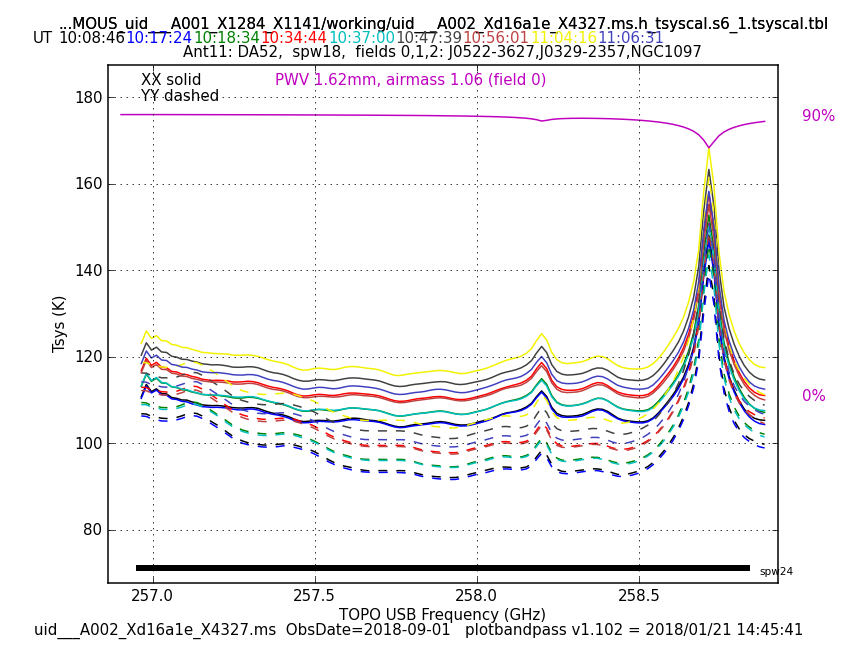 ...MOUS_uid___A001_X1284_X1141/working/uid___A002_Xd16a1e_X4327.ms.h_tsyscal.s6_1.tsyscal.tbl
UT 10:08:46 10:17:24 10:18:34 10:34:44 10:37:00 10:47:39 10:56:01 11:04:16 11:06:31
Ant11: DA52, spw18, fields 0,1,2: J0522-3627,J0329-2357,NGC1097
XX solid
PWV 1.62mm, airmass 1.06 (field 0)
YY dashed
180
90%
160
140
Tsys (K)
120
0%
100
80
spw24
257.0 257.5 258.0 258.5
TOPO USB Frequency (GHz)
uid___A002_Xd16a1e_X4327.ms ObsDate=2018-09-01 plotbandpass v1.102 = 2018/01/21 14:45:41